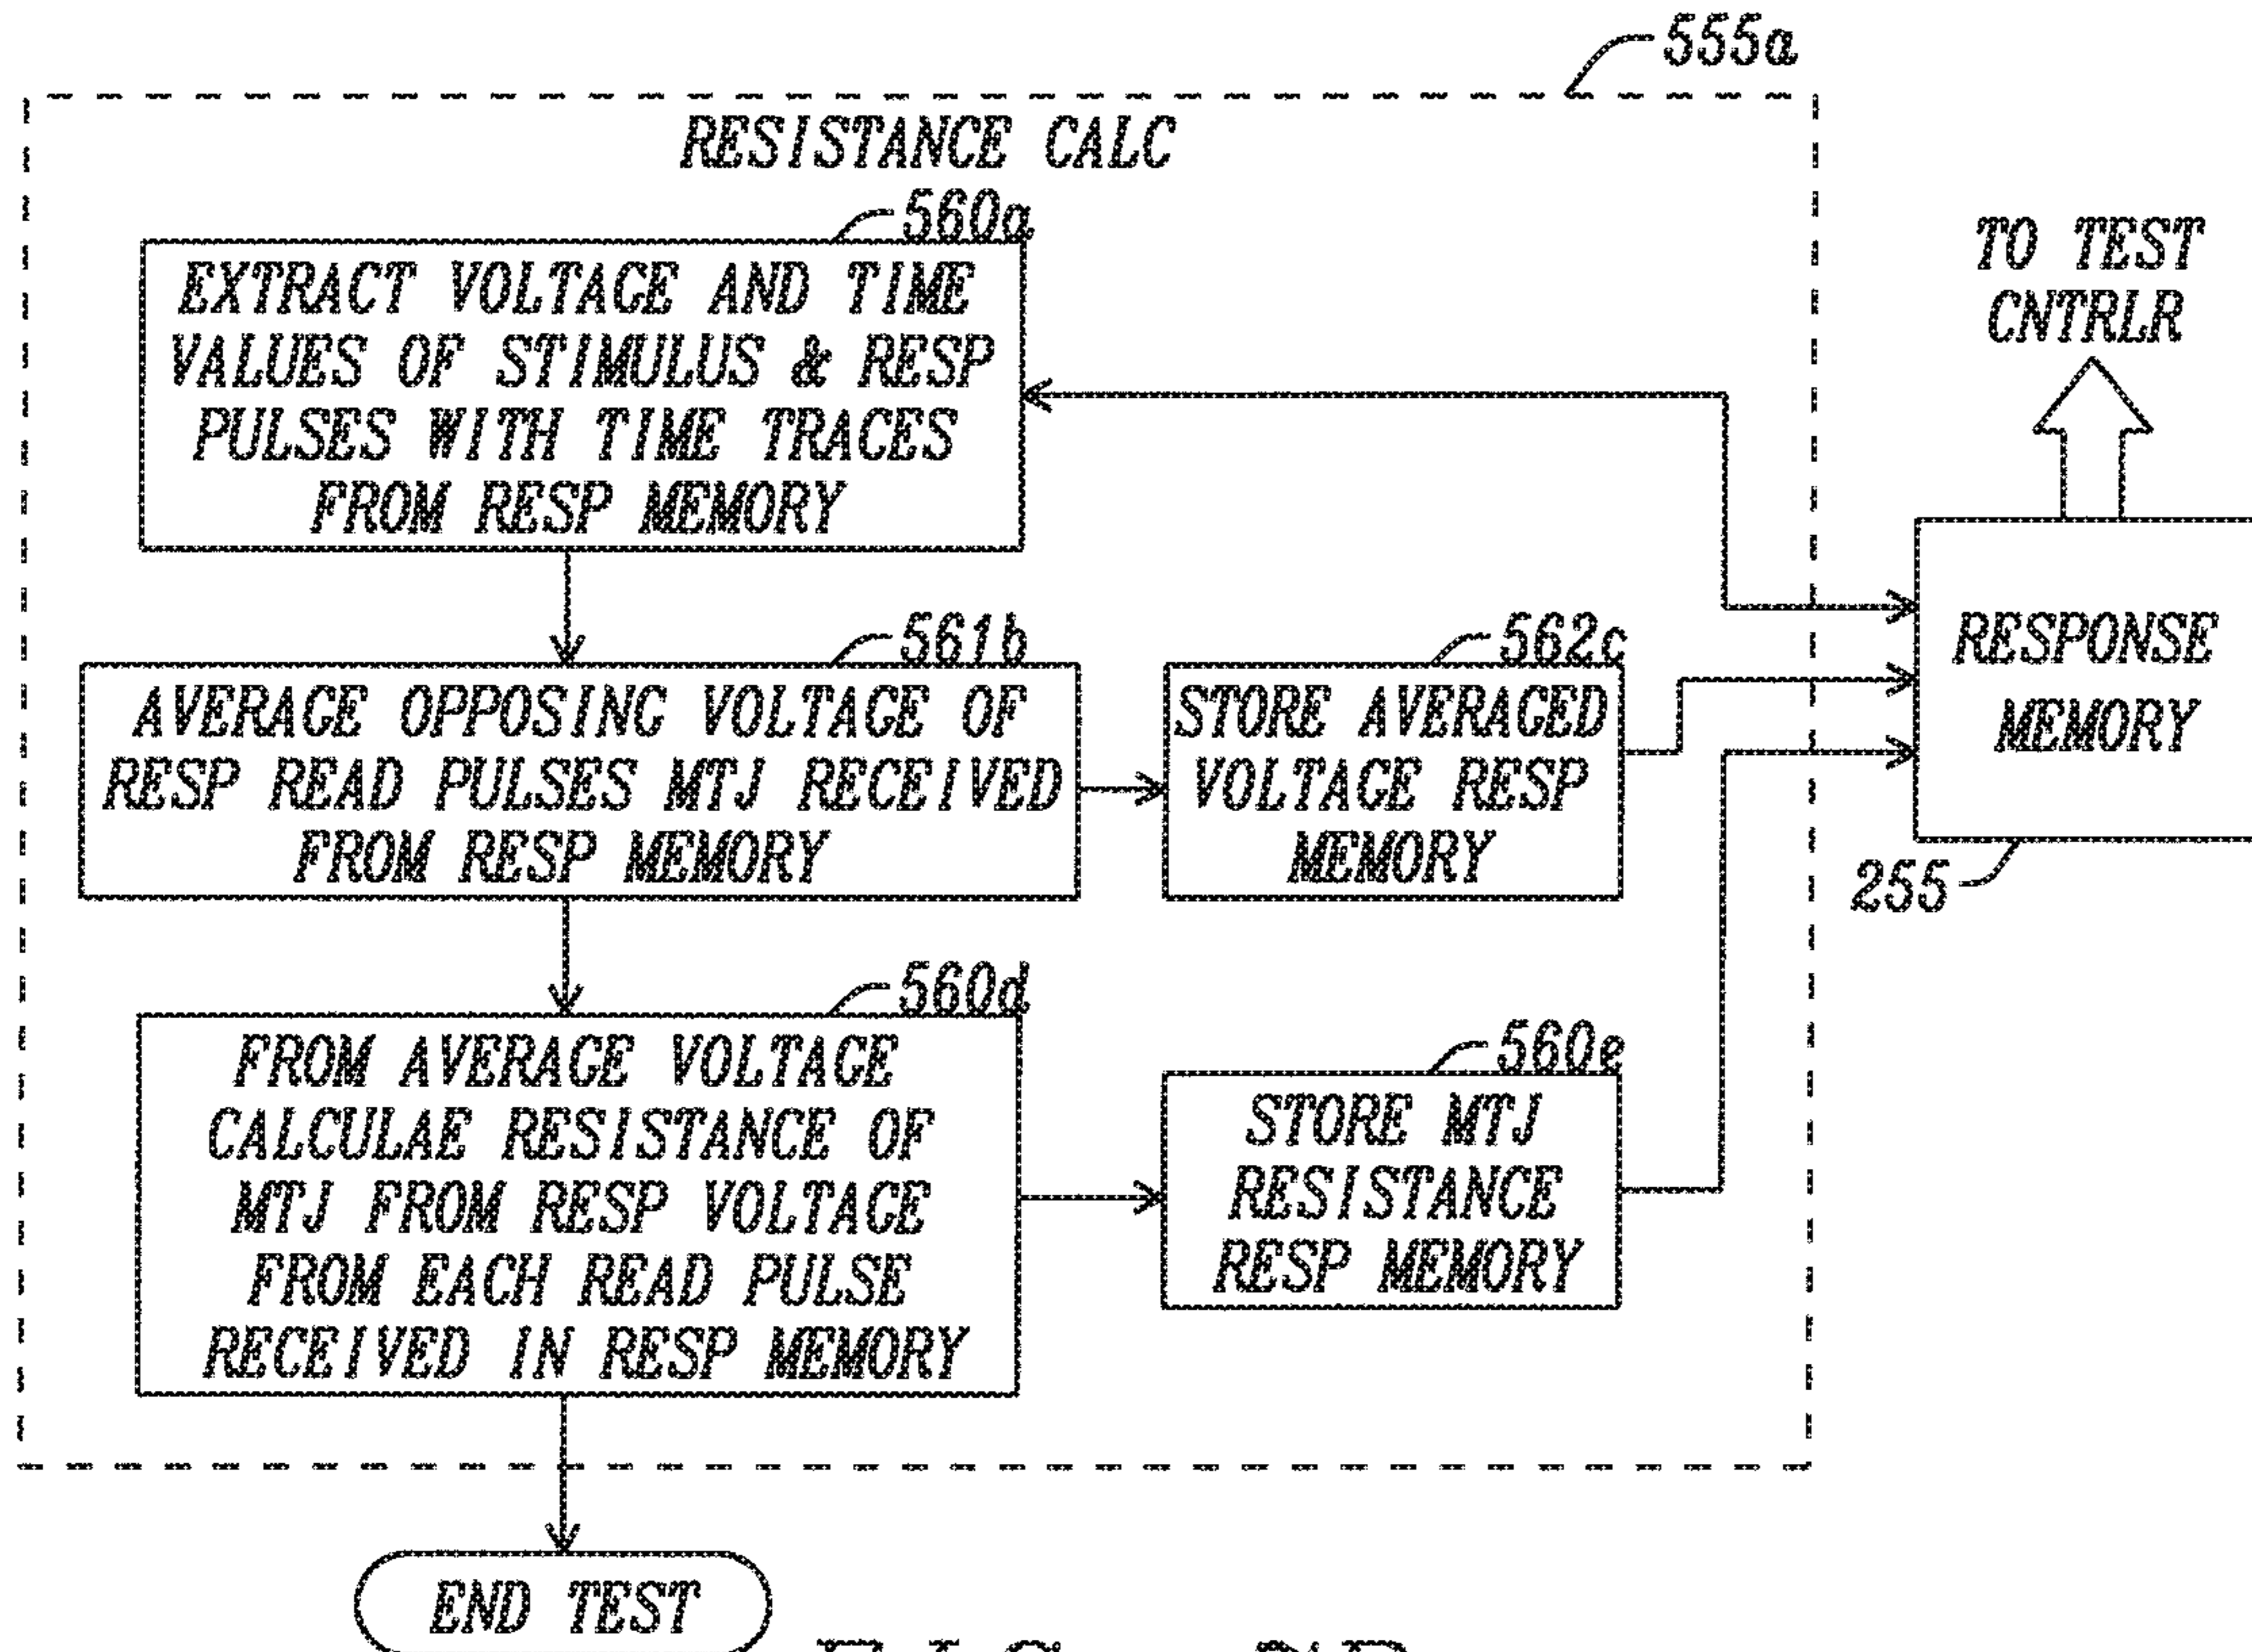 555a
RESISTANCE CALC
560a
EXTRACT VOLTAGE AND TIME
VALUES OF STIMULUS & RESP
PULSES WITH TIME TRACES
FROM RESP MEMORY
TO TEST
CNTRLR
561b
AVERAGE OPPOSING VOLTAGE OF
RESP READ PULSES MTJ RECEIVED
FROM RESP MEMORY
562c
STORE AVERAGED
VOLTAGE RESP
MEMORY
RESPONSE
MEMORY
255
560d
FROM AVERAGE VOLTAGE
CALCULAE RESISTANCE OF
MTJ FROM RESP VOLTAGE
FROM EACH READ PULSE
RECEIVED IN RESP MEMORY
560e
STORE MTJ
RESISTANCE
RESP MEMORY
END TEST